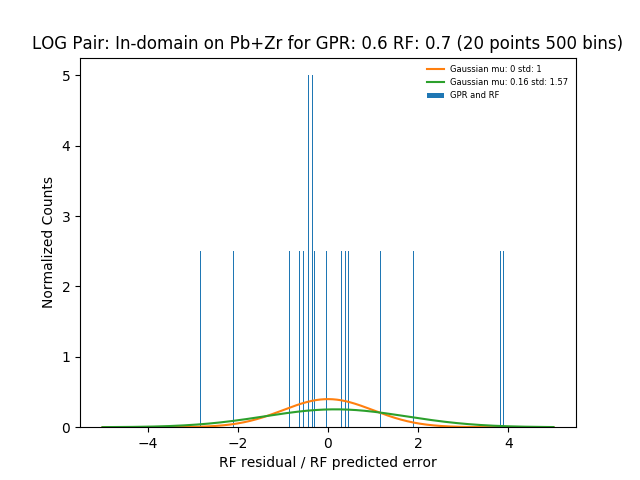 LOG Pair: In-domain on Pb+Zr for GPR: 0.6 RF: 0.7 (20 points 500 bins)
Gaussian mu: 0 std: 1
Gaussian mu: 0.16 std: 1.57
GPR and RF
Normalized Counts
5
4
3
2
1
0
−4
−2
0
2
4
RF residual / RF predicted error